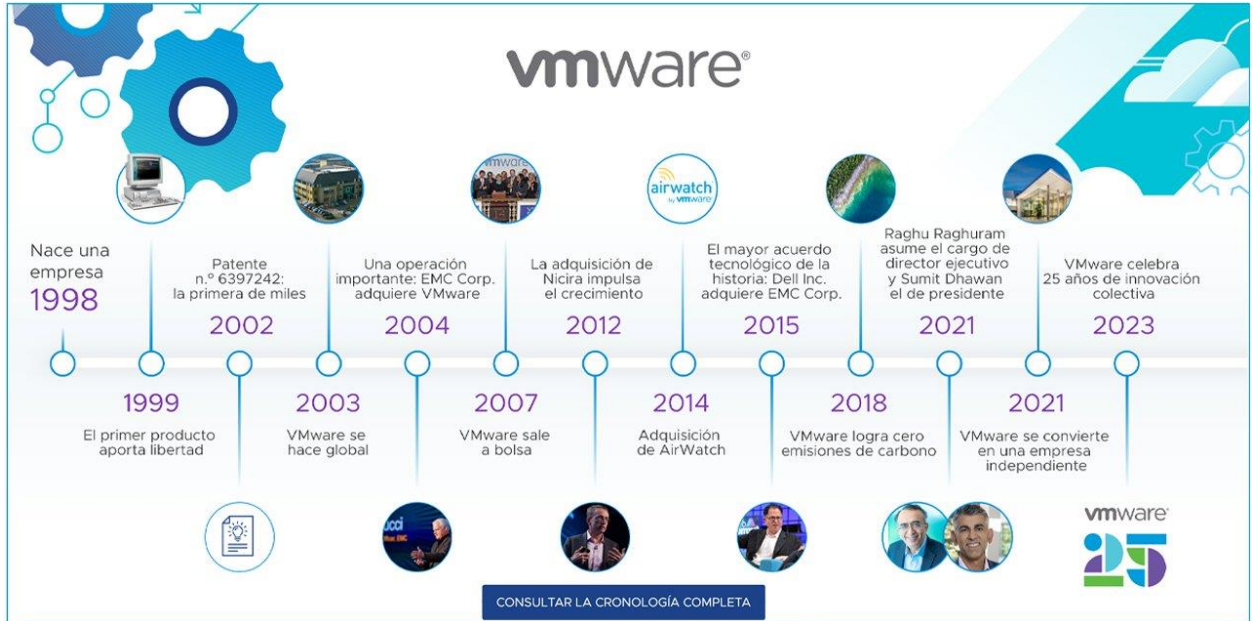 vmware®
vmware
airwatch
by vmware
Nace una
empresa
1998
Patente
n.º 6397242:
la primera de miles
2002
Una operación
importante: EMC Corp.
adquiere VMware
2004
La adquisición de
Nicira impulsa
el crecimiento
2012
El mayor acuerdo
tecnológico de la
historia: Dell Inc.
adquiere EMC Corp.
2015
Raghu Raghuram
asume el cargo de
director ejecutivo
y Sumit Dhawan
el de presidente
2021
VMware celebra
25 años de innovación
colectiva
2023
1999
El primer producto
aporta libertad
2003
VMware se
hace global
2007
VMware sale
a bolsa
2014
Adquisición
de AirWatch
2018
VMware logra cero
emisiones de carbono
2021
VMware se convierte
en una empresa
independiente
ucci
EMC
vmware
25
CONSULTAR LA CRONOLOGÍA COMPLETA